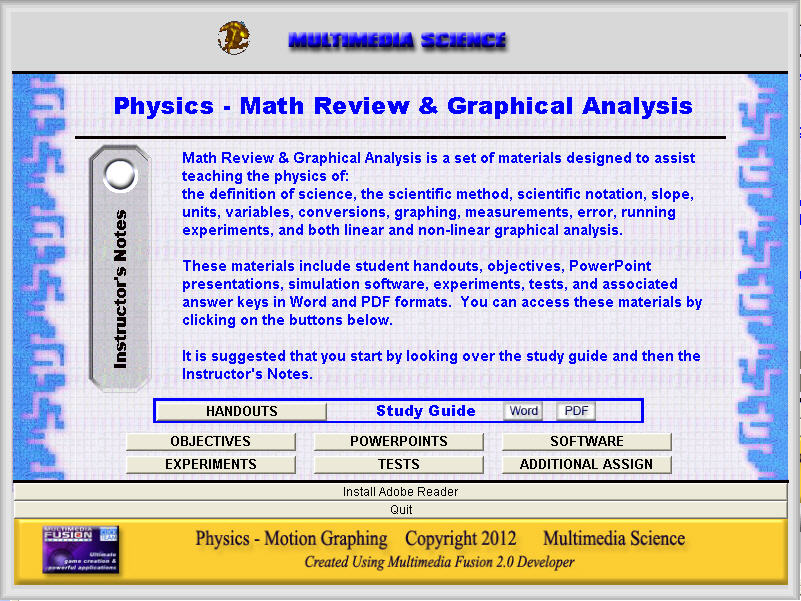 MULTIMEDIA SCIENCE
Physics - Math Review & Graphical Analysis
Instructor's Notes
Math Review & Graphical Analysis is a set of materials designed to assist
teaching the physics of:
the definition of science, the scientific method, scientific notation, slope,
units, variables, conversions, graphing, measurements, error, running
experiments, and both linear and non-linear graphical analysis.
These materials include student handouts, objectives, PowerPoint
presentations, simulation software, experiments, tests, and associated
answer keys in Word and PDF formats.  You can access these materials by
clicking on the buttons below.
It is suggested that you start by looking over the study guide and then the
Instructor's Notes.
HANDOUTS Study Guide Word PDF
OBJECTIVES POWERPOINTS SOFTWARE
EXPERIMENTS TESTS ADDITIONAL ASSIGN
Install Adobe Reader
Quit
MULTIMEDIA
FUSION
Ultimate
game creation &
powerful applications
Physics - Motion Graphing Copyright 2012 Multimedia Science
Created Using Multimedia Fusion 2.0 Developer